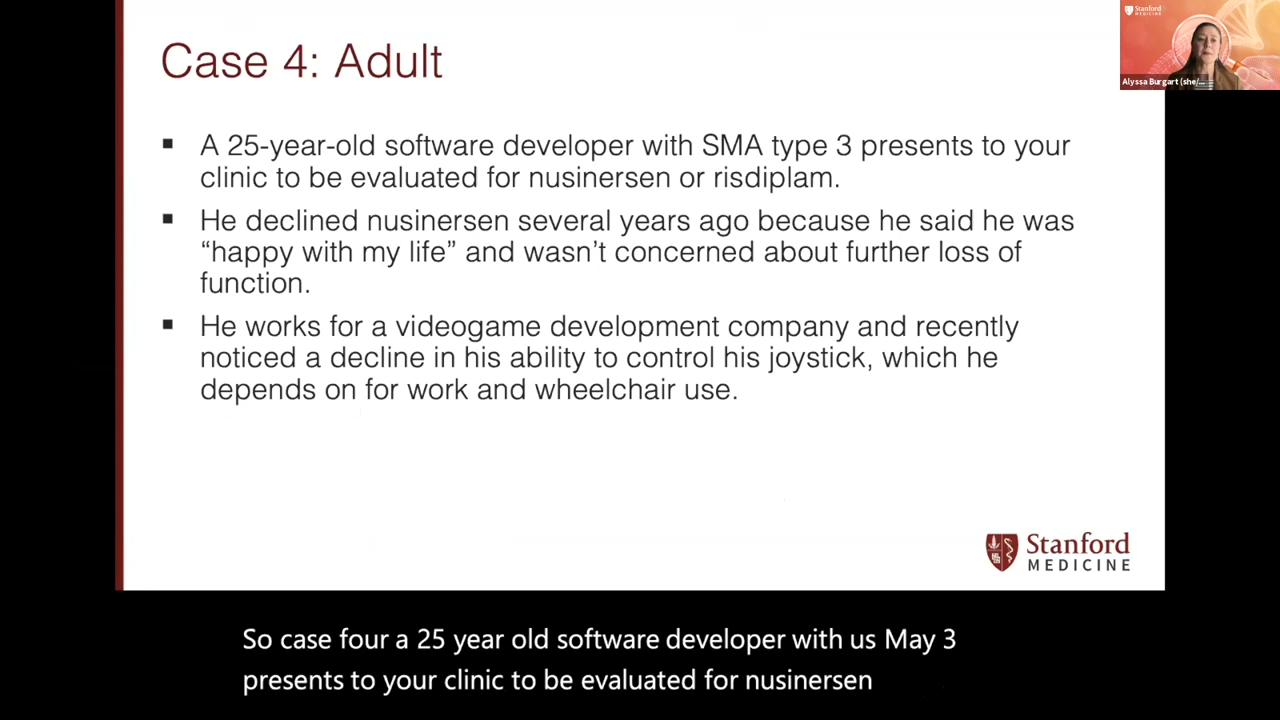 Case 4: Adult
Stanford
MEDICINE
Alyssa Burgart (she/...
▪ A 25-year-old software developer with SMA type 3 presents to your
clinic to be evaluated for nusinersen or risdiplam.
▪ He declined nusinersen several years ago because he said he was
“happy with my life” and wasn’t concerned about further loss of
function.
▪ He works for a videogame development company and recently
noticed a decline in his ability to control his joystick, which he
depends on for work and wheelchair use.
Stanford
MEDICINE
So case four a 25 year old software developer with us May 3
presents to your clinic to be evaluated for nusinersen